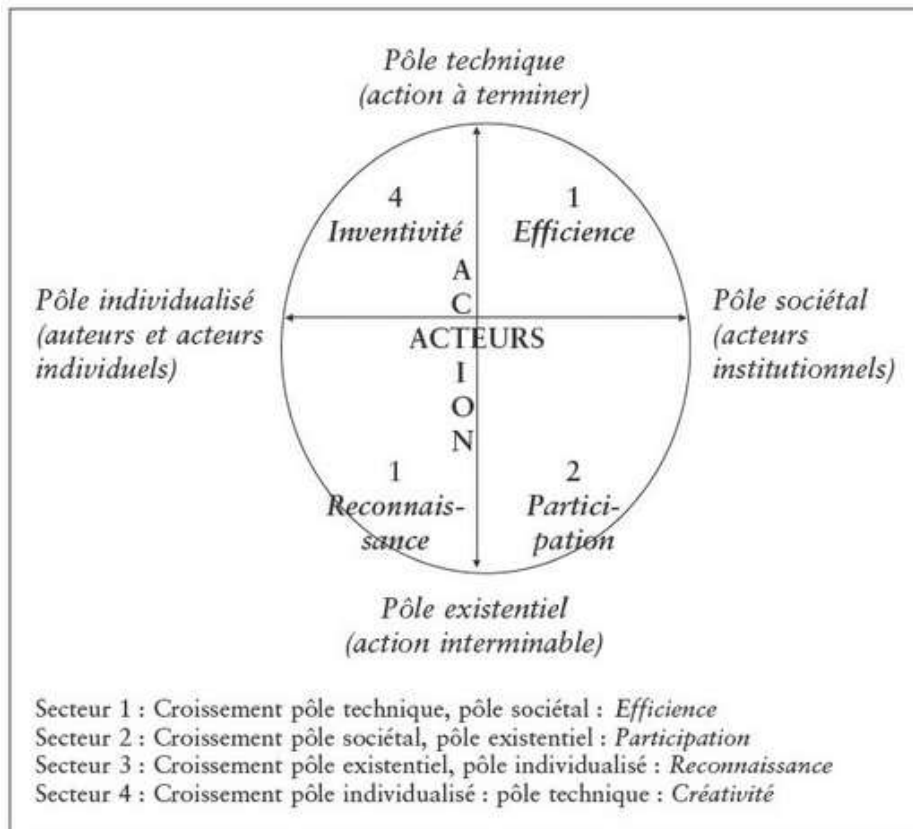 Pôle technique
(action à terminer)
4
Inventivité
1
Efficience
Pôle individualisé
(auteurs et acteurs
individuels)
A
C
ACTEURS
I
O
N
Pôle sociétal
(acteurs
institutionnels)
1
Reconnais-
sance
2
Partici-
pation
Pôle existentiel
(action interminable)
Secteur 1 : Croissement pôle technique, pôle sociétal : Efficience
Secteur 2 : Croissement pôle sociétal, pôle existentiel : Participation
Secteur 3 : Croissement pôle existentiel, pôle individualisé : Reconnaissance
Secteur 4 : Croissement pôle individualisé : pôle technique : Créativité